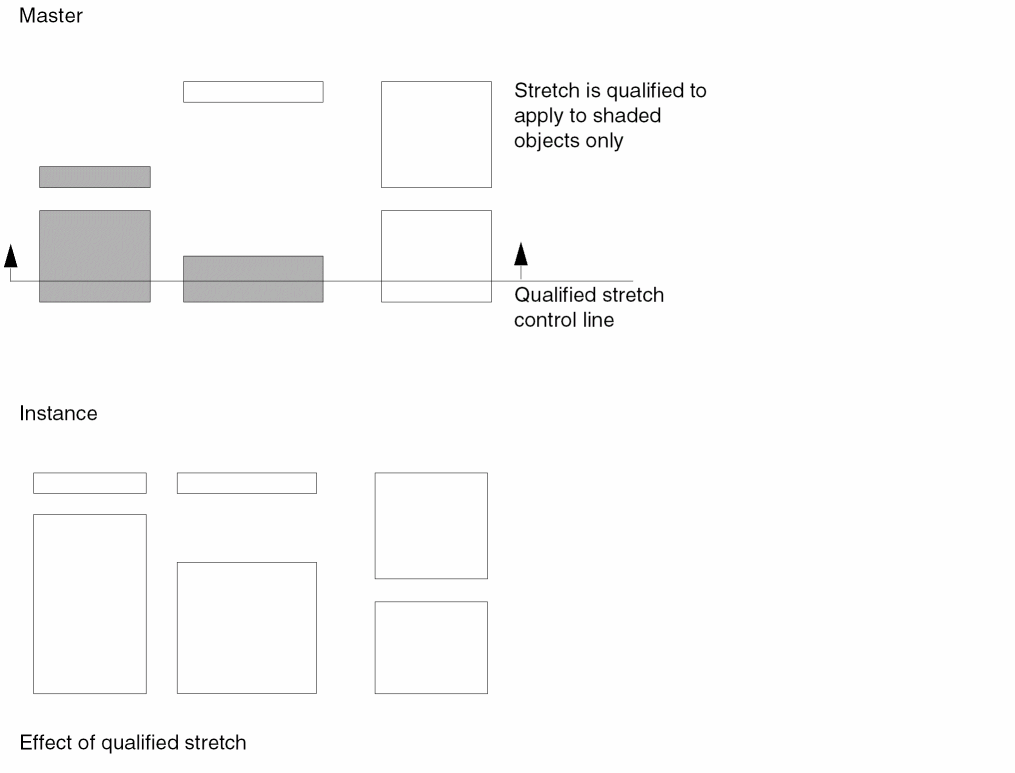 Master
Stretch is qualified to
apply to shaded
objects only
Qualified stretch
control line
Instance
Effect of qualified stretch